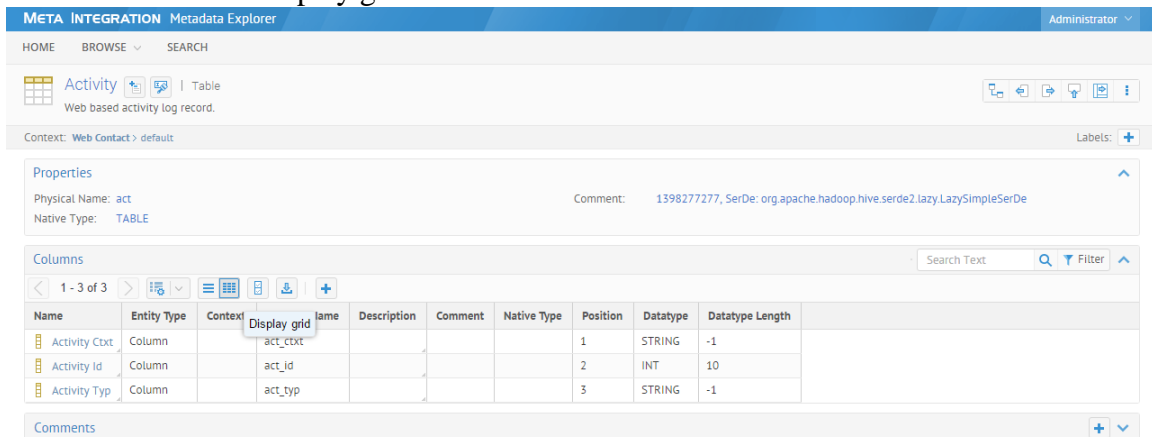 META INTEGRATION Metadata Explorer Administrator
HOME BROWSE SEARCH
Activity | Table
Web based activity log record.
Context: Web Contact > default Labels:
Properties
Physical Name: act Comment: 1398277277, SerDe: org.apache.hadoop.hive.serde2.lazy.LazySimpleSerDe
Native Type: TABLE
Columns Search Text Filter
1 - 3 of 3
Name Entity Type Context ame Description Comment Native Type Position Datatype Datatype Length
Display grid
Activity Ctxt Column act_ctxt 1 STRING -1
Activity Id Column act_id 2 INT 10
Activity Typ Column act_typ 3 STRING -1
Comments